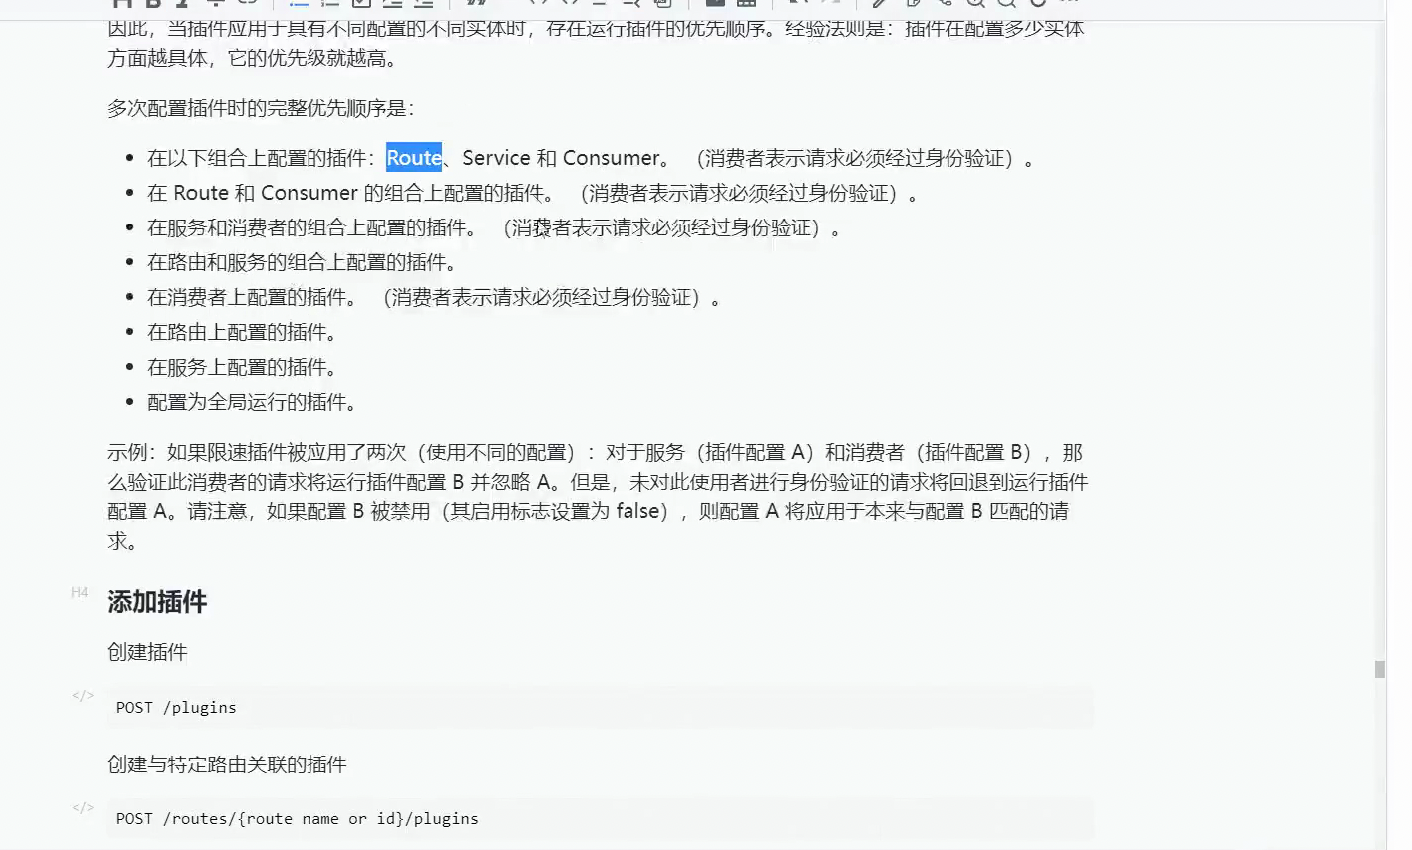 因此，当插件应用于具有不同配置的不同实体时，存在运行插件的优先顺序。经验法则是：插件在配置多少实体
方面越具体，它的优先级就越高。
多次配置插件时的完整优先顺序是：
在以下组合上配置的插件：Route、Service 和 Consumer。 （消费者表示请求必须经过身份验证）。
在 Route 和 Consumer 的组合上配置的插件。 （消费者表示请求必须经过身份验证）。
在服务和消费者的组合上配置的插件。 （消费者表示请求必须经过身份验证）。
在路由和服务的组合上配置的插件。
在消费者上配置的插件。 （消费者表示请求必须经过身份验证）。
在路由上配置的插件。
在服务上配置的插件。
配置为全局运行的插件。
示例：如果限速插件被应用了两次（使用不同的配置）：对于服务（插件配置 A）和消费者（插件配置 B），那
么验证此消费者的请求将运行插件配置 B 并忽略 A。但是，未对此使用者进行身份验证的请求将回退到运行插件
配置 A。请注意，如果配置 B 被禁用（其启用标志设置为 false），则配置 A 将应用于本来与配置 B 匹配的请
求。
H4
添加插件
创建插件
</>
POST /plugins
创建与特定路由关联的插件
</>
POST /routes/{route name or id}/plugins